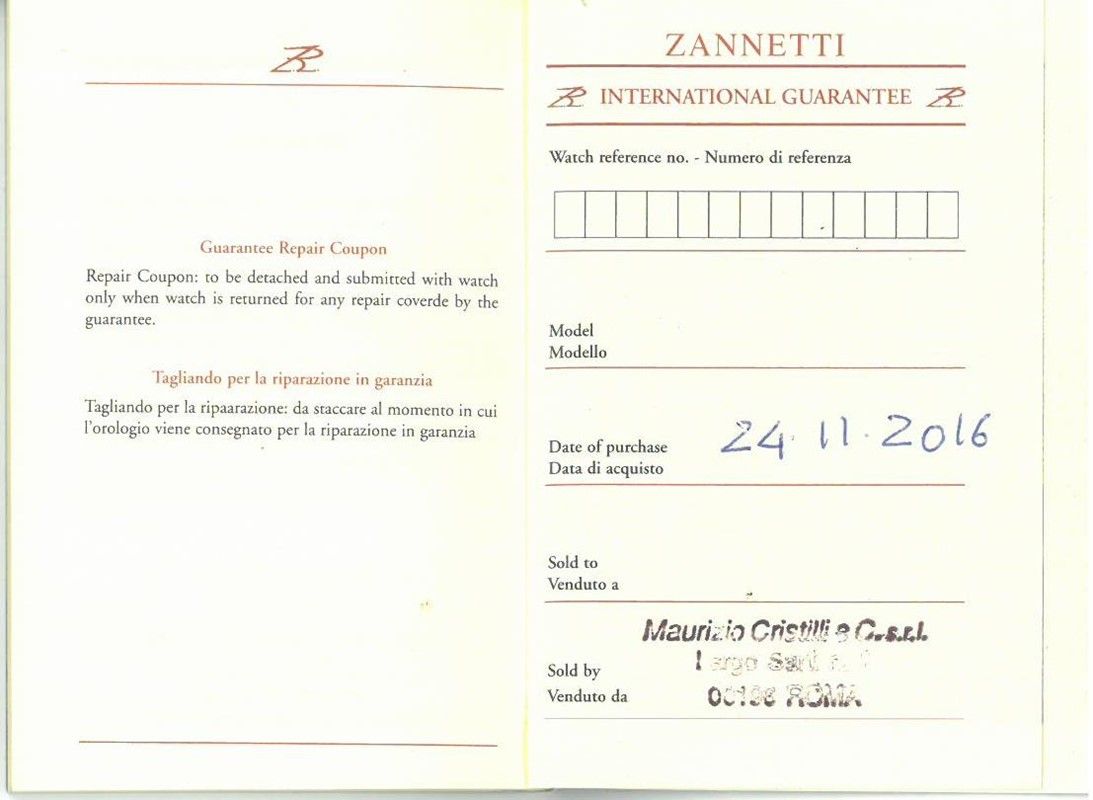 Guarantee Repair Coupon
Repair Coupon: to be detached and submitted with watch
only when watch is returned for any repair coverde by the
guarantee.
Tagliando per la riparazione in garanzia
Tagliando per la ripaarazione: da staccare al momento in cui
l'orologio viene consegnato per la riparazione in garanzia
ZANNETTI
INTERNATIONAL GUARANTEE
Watch reference no. - Numero di referenza
Model
Modello
Date of purchase 24.11.2016
Data di acquisto
Sold to
Venduto a
Maurizio Cristilli e C. s.r.l.
Sold by
Venduto da
ROMA